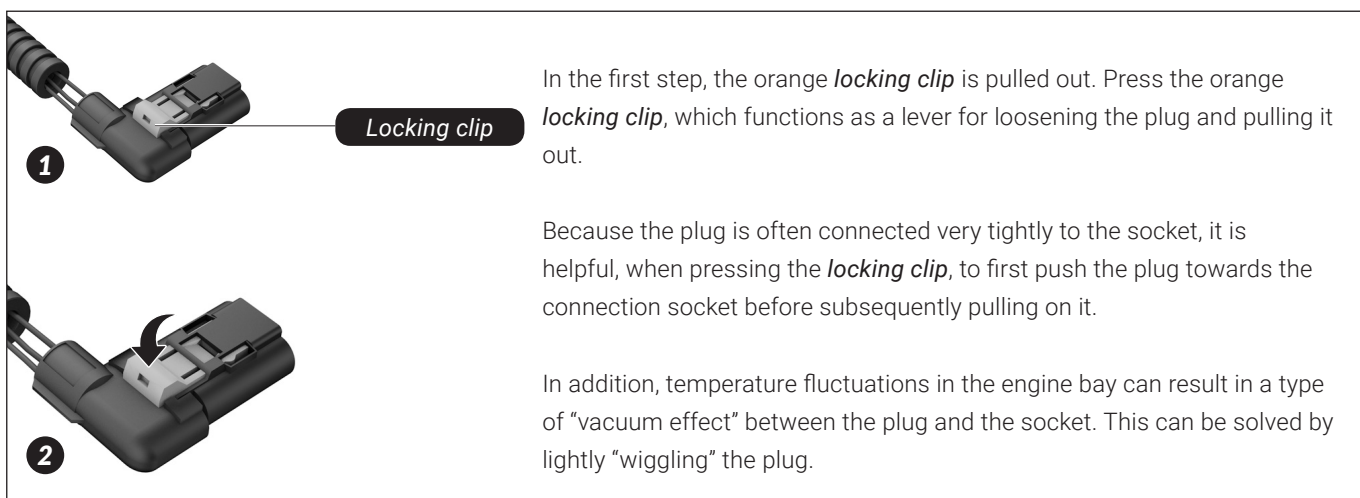 Locking clip
1
In the first step, the orange locking clip is pulled out. Press the orange
locking clip, which functions as a lever for loosening the plug and pulling it
out.
Because the plug is often connected very tightly to the socket, it is
helpful, when pressing the locking clip, to first push the plug towards the
connection socket before subsequently pulling on it.
In addition, temperature fluctuations in the engine bay can result in a type
of “vacuum effect” between the plug and the socket. This can be solved by
lightly “wiggling” the plug.
2